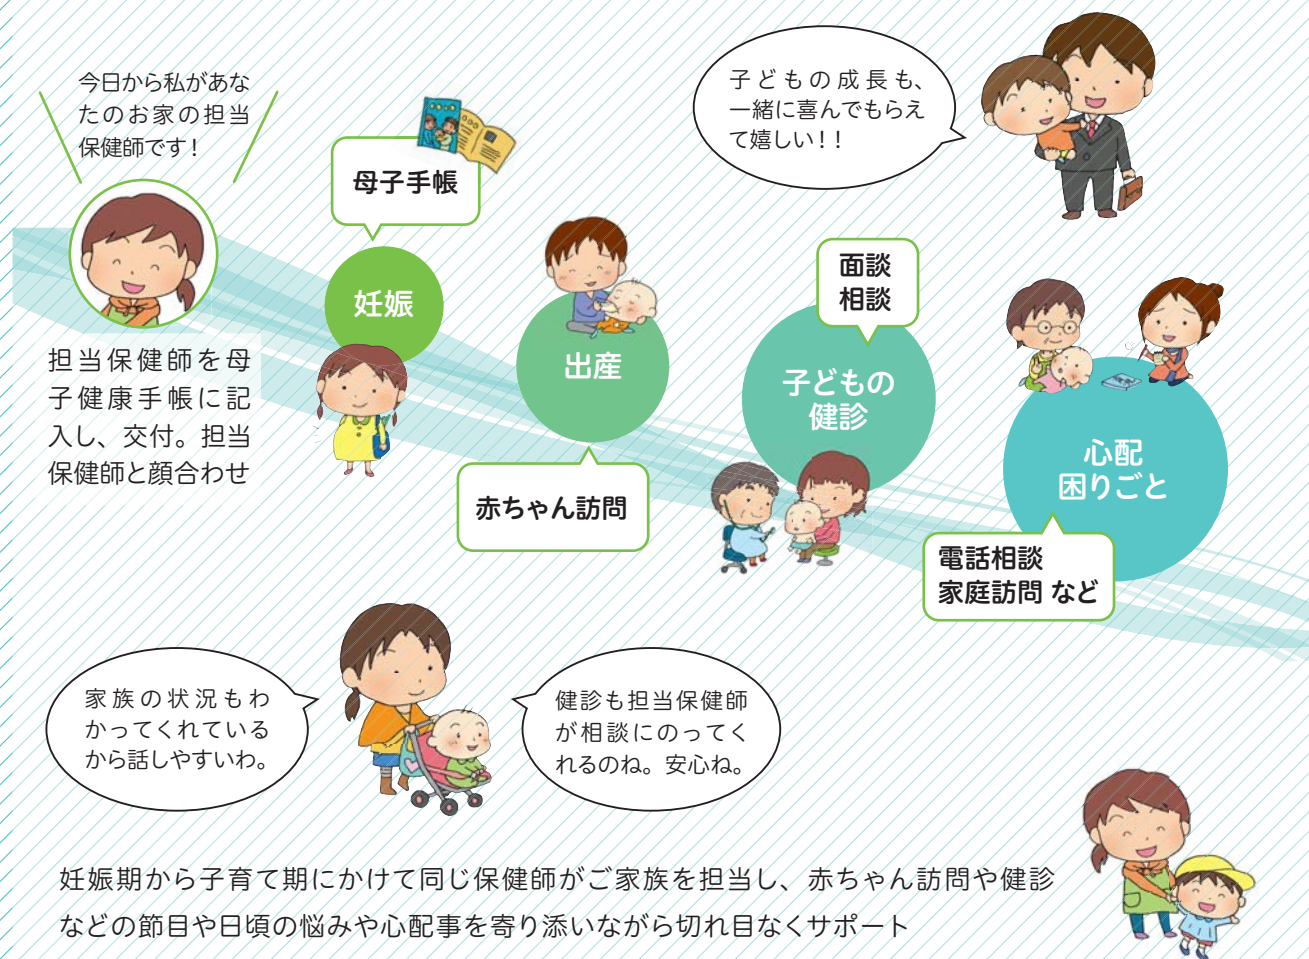 今日から私があな
たのお家の担当
保健師です！
母子手帳
妊娠
担当保健師を母
子健康手帳に記
入し、交付。担当
保健師と顔合わせ
出産
赤ちゃん訪問
子どもの成長も、
一緒に喜んでもらえ
て嬉しい！！
面談
相談
子どもの
健診
心配
困りごと
電話相談
家庭訪問 など
家族の状況もわ
かってくれている
から話しやすいわ。
健診も担当保健師
が相談にのってく
れるのね。安心ね。
妊娠期から子育て期にかけて同じ保健師がご家族を担当し、赤ちゃん訪問や健診
などの節目や日頃の悩みや心配事を寄り添いながら切れ目なくサポート